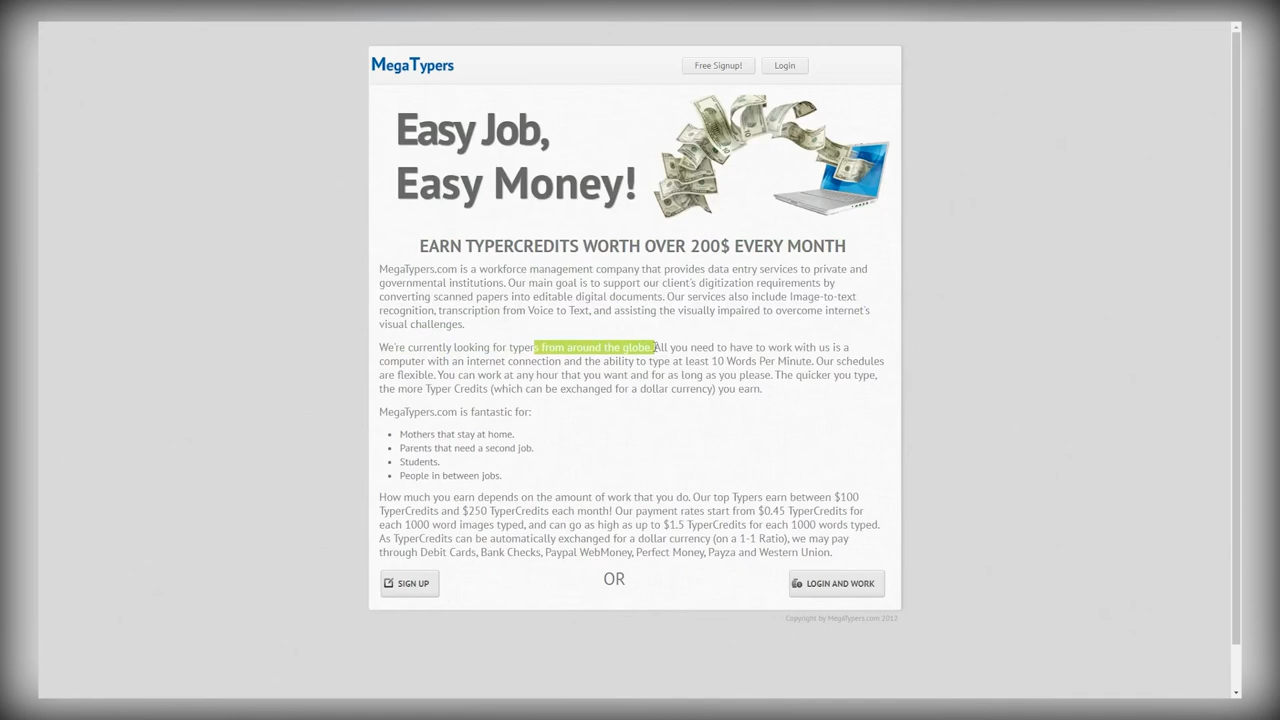 MegaTypers
Free Signup!
Login
Easy Job,
Easy Money!
EARN TYPERCREDITS WORTH OVER 200$ EVERY MONTH
MegaTypers.com is a workforce management company that provides data entry services to private and
governmental institutions. Our main goal is to support our client's digitization requirements by
converting scanned papers into editable digital documents. Our services also include Image-to-text
recognition, transcription from Voice to Text, and assisting the visually impaired to overcome internet's
visual challenges.
We're currently looking for typers from around the globe. All you need to have to work with us is a
computer with an internet connection and the ability to type at least 10 Words Per Minute. Our schedules
are flexible. You can work at any hour that you want and for as long as you please. The quicker you type,
the more Typer Credits (which can be exchanged for a dollar currency) you earn.
MegaTypers.com is fantastic for:
• Mothers that stay at home.
• Parents that need a second job.
• Students.
• People in between jobs.
How much you earn depends on the amount of work that you do. Our top Typers earn between $100
TyperCredits and $250 TyperCredits each month! Our payment rates start from $0.45 TyperCredits for
each 1000 word images typed, and can go as high as up to $1.5 TyperCredits for each 1000 words typed.
As TyperCredits can be automatically exchanged for a dollar currency (on a 1-1 Ratio), we may pay
through Debit Cards, Bank Checks, Paypal WebMoney, Perfect Money, Payza and Western Union.
SIGN UP
OR
LOGIN AND WORK
Copyright by MegaTypers.com 2012